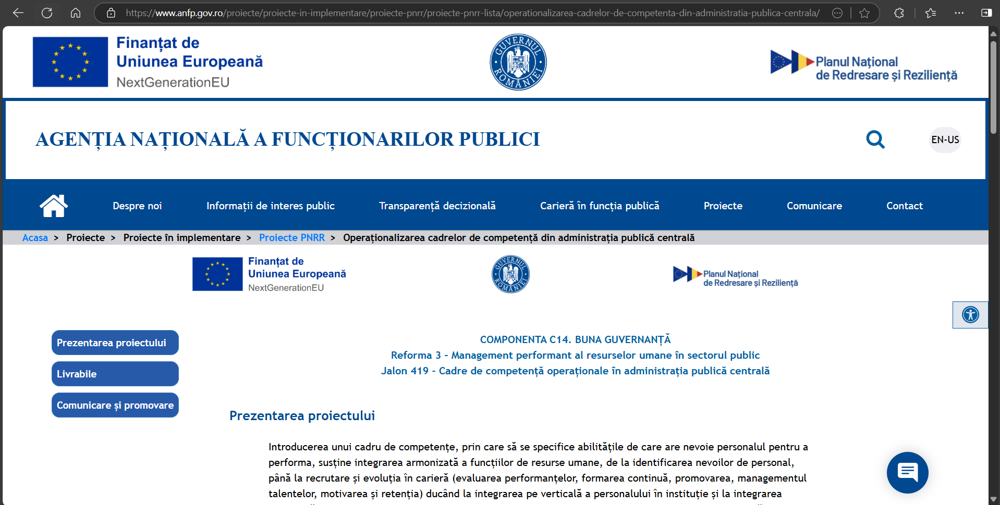 https://www.anfp.gov.ro/proiecte/proiecte-in-implementare/proiecte-pnrr/proiecte-pnrr-lista/operationalizarea-cadrelor-de-competenta-din-administratia-publica-centrala/
Finanțat de
Uniunea Europeană
NextGenerationEU
GUVERNUL ROMÂNIEI
Planul Național
de Redresare și Reziliență
AGENȚIA NAȚIONALĂ A FUNCȚIONARILOR PUBLICI
EN-US
Despre noi
Informații de interes public
Transparență decizională
Carieră în funcția publică
Proiecte
Comunicare
Contact
Acasa > Proiecte > Proiecte în implementare > Proiecte PNRR > Operaționalizarea cadrelor de competență din administrația publică centrală
Finanțat de
Uniunea Europeană
NextGenerationEU
GUVERNUL ROMÂNIEI
Planul Național
de Redresare și Reziliență
Prezentarea proiectului
Livrabile
Comunicare și promovare
COMPONENTA C14. BUNA GUVERNANȚĂ
Reforma 3 – Management performant al resurselor umane în sectorul public
Jalon 419 – Cadre de competență operaționale în administrația publică centrală
Prezentarea proiectului
Introducerea unui cadru de competențe, prin care să se specifice abilitățile de care are nevoie personalul pentru a
performa, susține integrarea armonizată a funcțiilor de resurse umane, de la identificarea nevoilor de personal,
până la recrutare și evoluția în carieră (evaluarea performanțelor, formarea continuă, promovarea, managementul
talentelor, motivarea și retenția) ducând la integrarea pe verticală a personalului în instituție și la integrarea